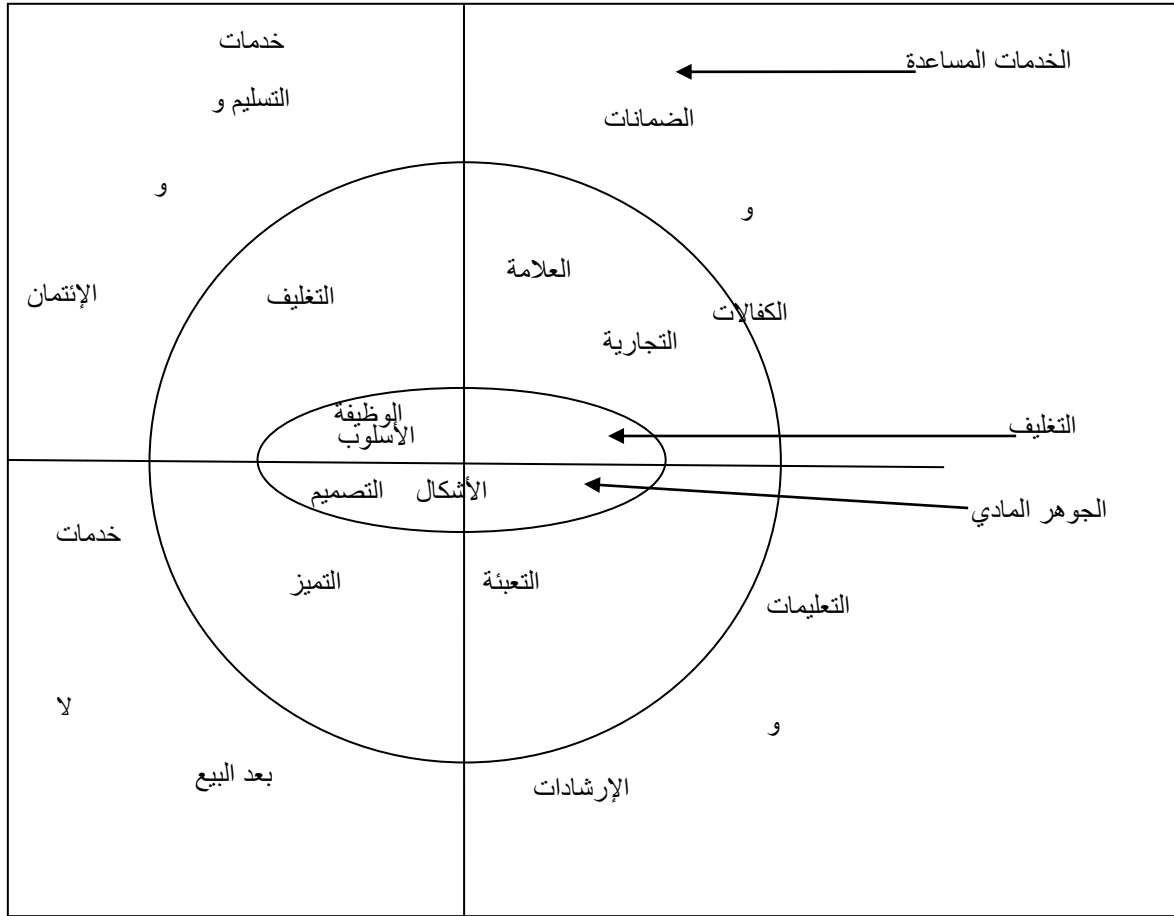 خدمات
الخدمات المساعدة
التسليم و
الضمانات
و
و
العلامة
الإئتمان
التغليف
الكفالات
التجارية
الوظيفة
التغليف
الأسلوب
التصميم
الأشكال
الجوهر المادي
خدمات
التميز
التعبئة
التعليمات
لا
و
بعد البيع
الإرشادات